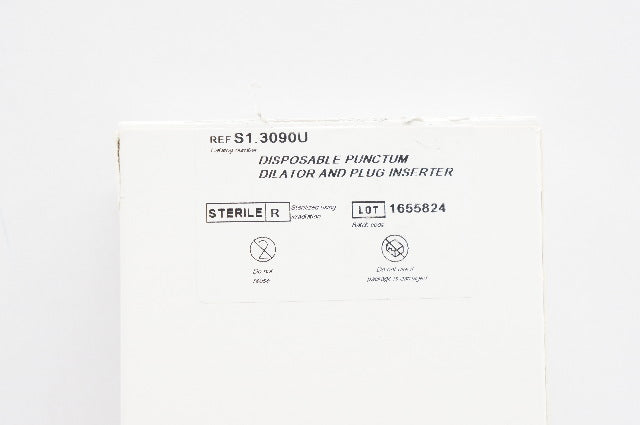 REF S1.3090U
Catalog number
DISPOSABLE PUNCTUM
DILATOR AND PLUG INSERTER
STERILE R Sterilized using
irradiation
LOT 1655824
Batch code
2
Do not
reuse
Do not use if
package is damaged